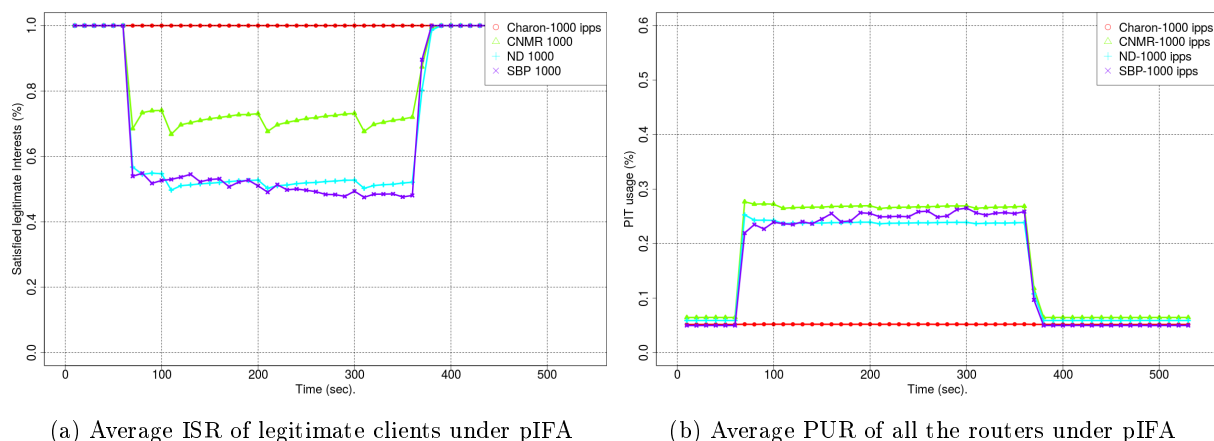 1.0
0.8
0.6
0.4
0.2
0.0
Satisfied legitimate Interests (%)
Charon-1000 ipps
CNMR 1000
ND 1000
SBP 1000
0 100 200 300 400 500
Time (sec).
(a) Average ISR of legitimate clients under pIFA
0.6
0.5
0.4
0.3
0.2
0.1
0.0
PIT usage (%)
Charon-1000 ipps
CNMR-1000 ipps
ND-1000 ipps
SBP-1000 ipps
0 100 200 300 400 500
Time (sec).
(b) Average PUR of all the routers under pIFA